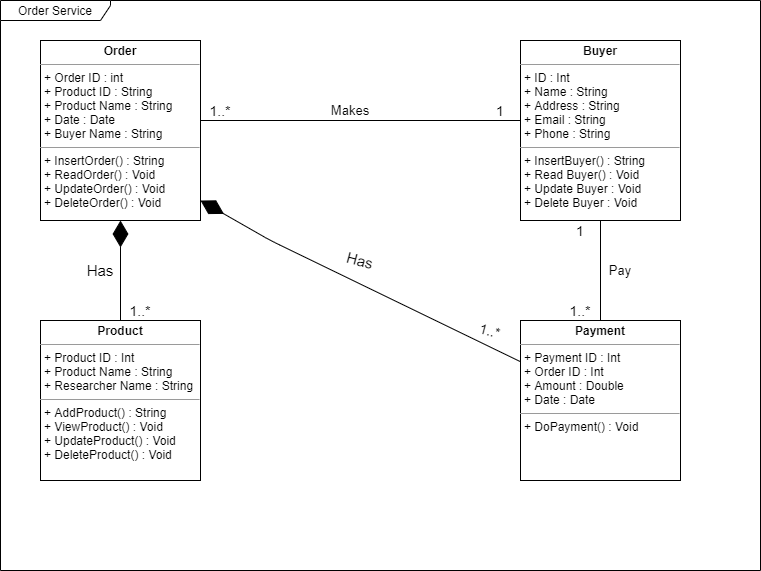 Order Service
Order
+ Order ID : int
+ Product ID : String
+ Product Name : String
+ Date : Date
+ Buyer Name : String
+ InsertOrder() : String
+ ReadOrder() : Void
+ UpdateOrder() : Void
+ DeleteOrder() : Void
1..*
Makes
1
Buyer
+ ID : Int
+ Name : String
+ Address : String
+ Email : String
+ Phone : String
+ InsertBuyer() : String
+ Read Buyer() : Void
+ Update Buyer : Void
+ Delete Buyer : Void
Has
1..*
Has
1..*
1
Pay
1..*
Product
+ Product ID : Int
+ Product Name : String
+ Researcher Name : String
+ AddProduct() : String
+ ViewProduct() : Void
+ UpdateProduct() : Void
+ DeleteProduct() : Void
Payment
+ Payment ID : Int
+ Order ID : Int
+ Amount : Double
+ Date : Date
+ DoPayment() : Void